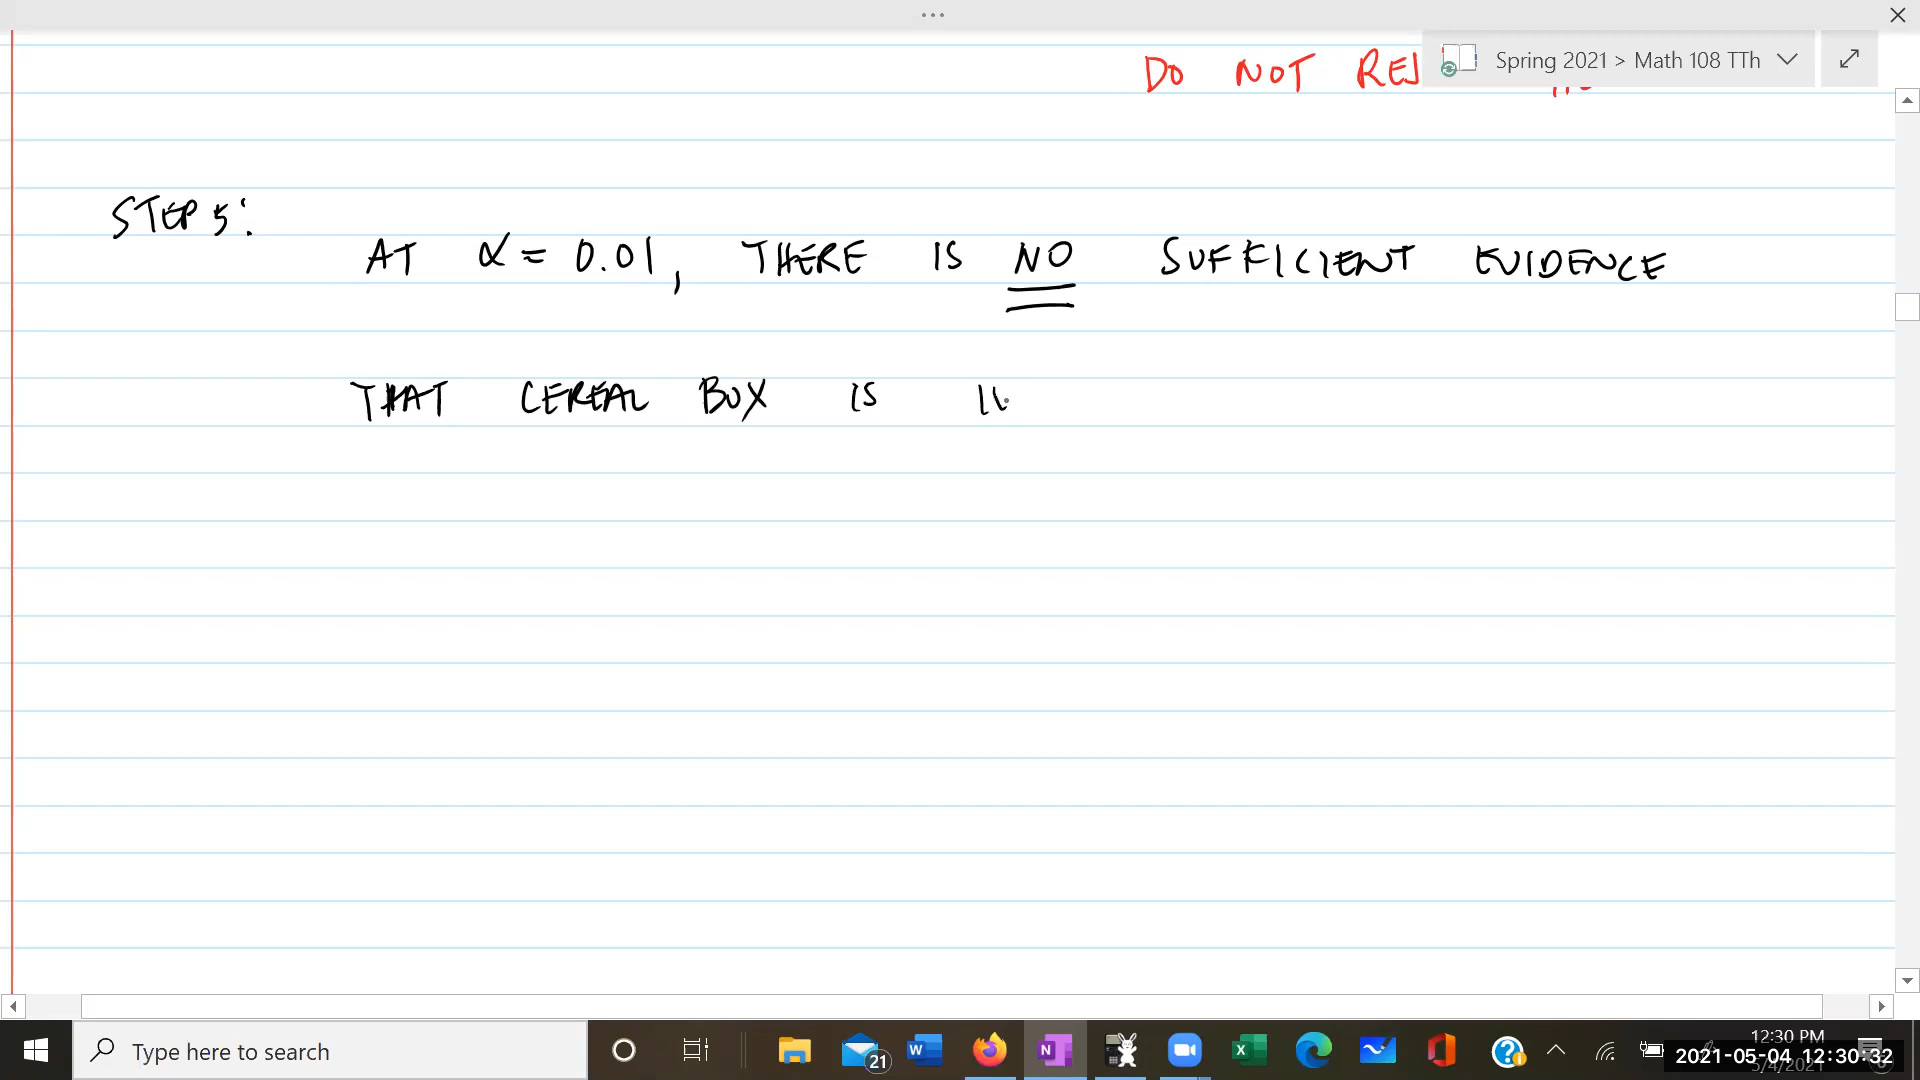 DO NOT REJ
Spring 2021 > Math 108 TTh
STEP 5:
AT α = 0.01, THERE IS NO SUFFICIENT EVIDENCE
THAT CEREAL BOX IS
Type here to search
21
12:30 PM
2021-05-04 12:30:32